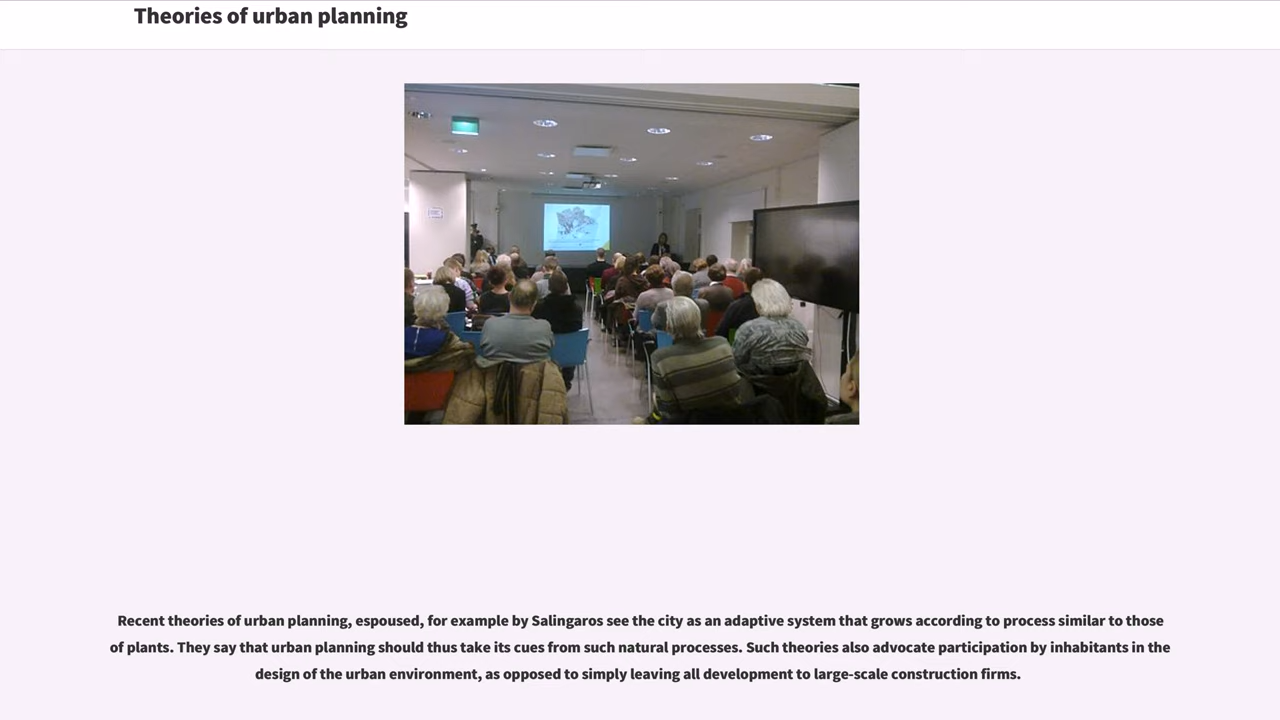 Theories of urban planning
Recent theories of urban planning, espoused, for example by Salingaros see the city as an adaptive system that grows according to process similar to those
of plants. They say that urban planning should thus take its cues from such natural processes. Such theories also advocate participation by inhabitants in the
design of the urban environment, as opposed to simply leaving all development to large-scale construction firms.